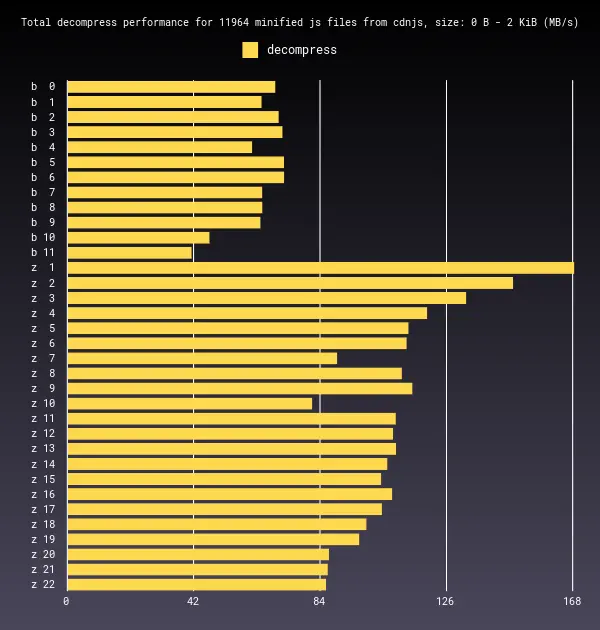 Total decompress performance for 11964 minified js files from cdnjs, size: 0 B - 2 KiB (MB/s)
decompress
b 0
b 1
b 2
b 3
b 4
b 5
b 6
b 7
b 8
b 9
b 10
b 11
z 1
z 2
z 3
z 4
z 5
z 6
z 7
z 8
z 9
z 10
z 11
z 12
z 13
z 14
z 15
z 16
z 17
z 18
z 19
z 20
z 21
z 22
0 42 84 126 168